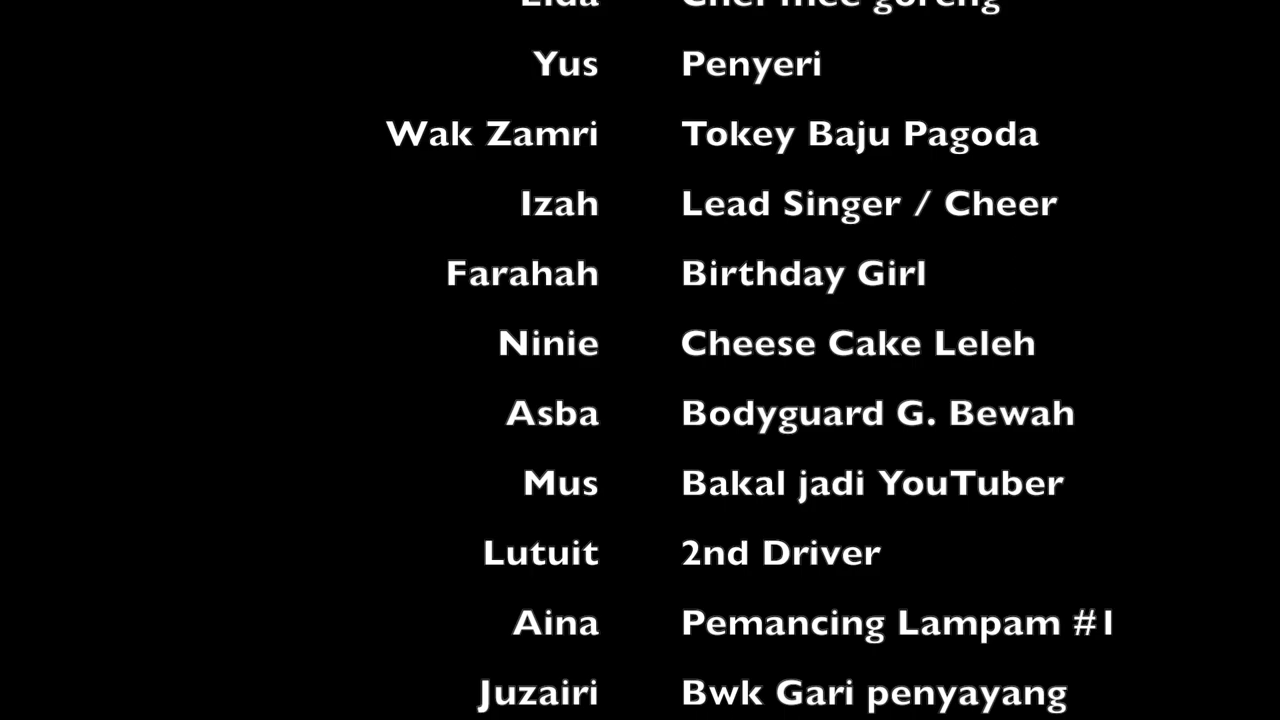 goreng
Yus Penyeri
Wak Zamri Tokey Baju Pagoda
Izah Lead Singer / Cheer
Farahah Birthday Girl
Ninie Cheese Cake Leleh
Asba Bodyguard G. Bewah
Mus Bakal jadi YouTuber
Lutuit 2nd Driver
Aina Pemancing Lampam #1
Juzairi Bwk Gari penyayang